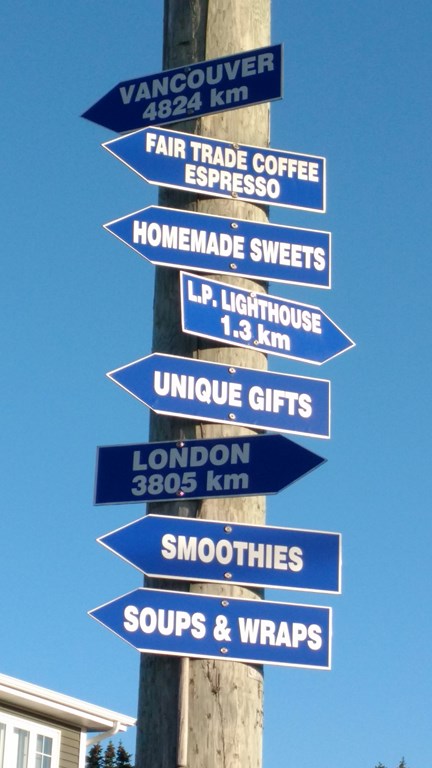 VANCOUVER
4824 km
FAIR TRADE COFFEE
ESPRESSO
HOMEMADE SWEETS
L.P. LIGHTHOUSE
1.3 km
UNIQUE GIFTS
LONDON
3805 km
SMOOTHIES
SOUPS & WRAPS